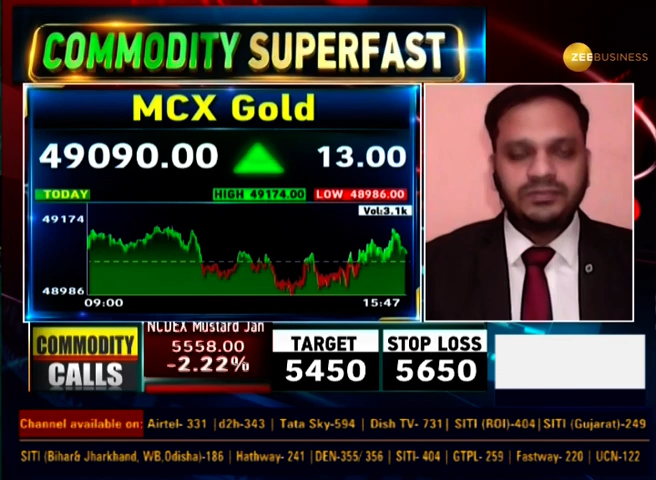 COMMODITY SUPERFAST
ZEEBUSINESS
MCX Gold
49090.00 13.00
TODAY HIGH 49174.00 LOW 48986.00
Vol:3.1k
49174
48986
09:00 15:47
COMMODITY CALLS
NCDEX Mustard Jan
5558.00
-2.22%
TARGET
5450
STOP LOSS
5650
Channel available on: Airtel- 331 | d2h-343 | Tata Sky-594 | Dish TV- 731| SITI (ROI)-404| SITI (Gujarat)-249
SITI (Bihar& Jharkhand, WB,Odisha)-186 | Hathway- 241 |DEN-355/ 356 | SITI- 404 | GTPL- 259 | Fastway- 220 | UCN-122